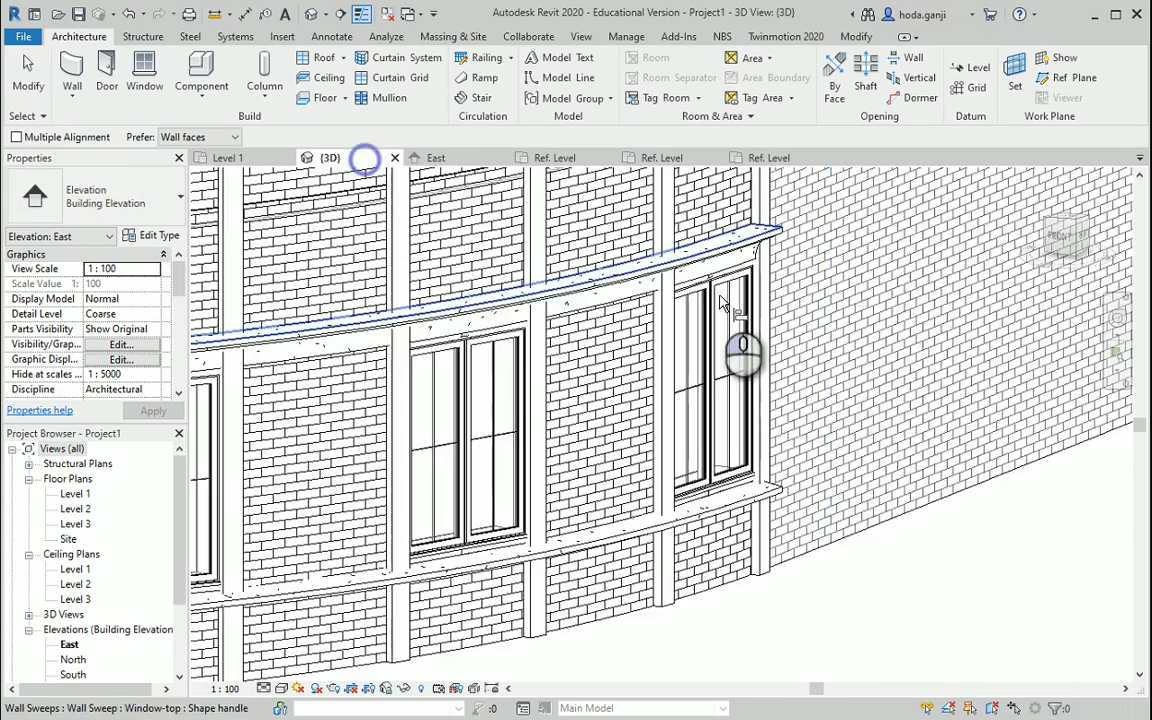 Autodesk Revit 2020 - Educational Version - Project1 - 3D View: {3D}
hoda.ganji
File Architecture Structure Steel Systems Insert Annotate Analyze Massing & Site Collaborate View Manage Add-Ins NBS Twinmotion 2020 Modify
Modify
Wall
Door
Window
Component
Column
Roof
Ceiling
Floor
Curtain System
Curtain Grid
Mullion
Railing
Ramp
Stair
Model Text
Model Line
Model Group
Room
Room Separator
Tag Room
Area
Area Boundary
Tag Area
By Face
Shaft
Wall
Vertical
Dormer
Level
Grid
Set
Show
Ref Plane
Viewer
Select
Build
Circulation
Model
Room & Area
Opening
Datum
Work Plane
Multiple Alignment Prefer: Wall faces
Properties
Level 1 {3D} East Ref. Level Ref. Level Ref. Level
Elevation
Building Elevation
Elevation: East Edit Type
Graphics
View Scale 1 : 100
Scale Value 1: 100
Display Model Normal
Detail Level Coarse
Parts Visibility Show Original
Visibility/Grap... Edit...
Graphic Displ... Edit...
Hide at scales ... 1 : 5000
Discipline Architectural
Properties help Apply
Project Browser - Project1
Views (all)
Structural Plans
Floor Plans
Level 1
Level 2
Level 3
Site
Ceiling Plans
Level 1
Level 2
Level 3
3D Views
Elevations (Building Elevation
East
North
South
FRONT
1 : 100
Wall Sweeps : Wall Sweep : Window-top : Shape handle
:0
Main Model
:0